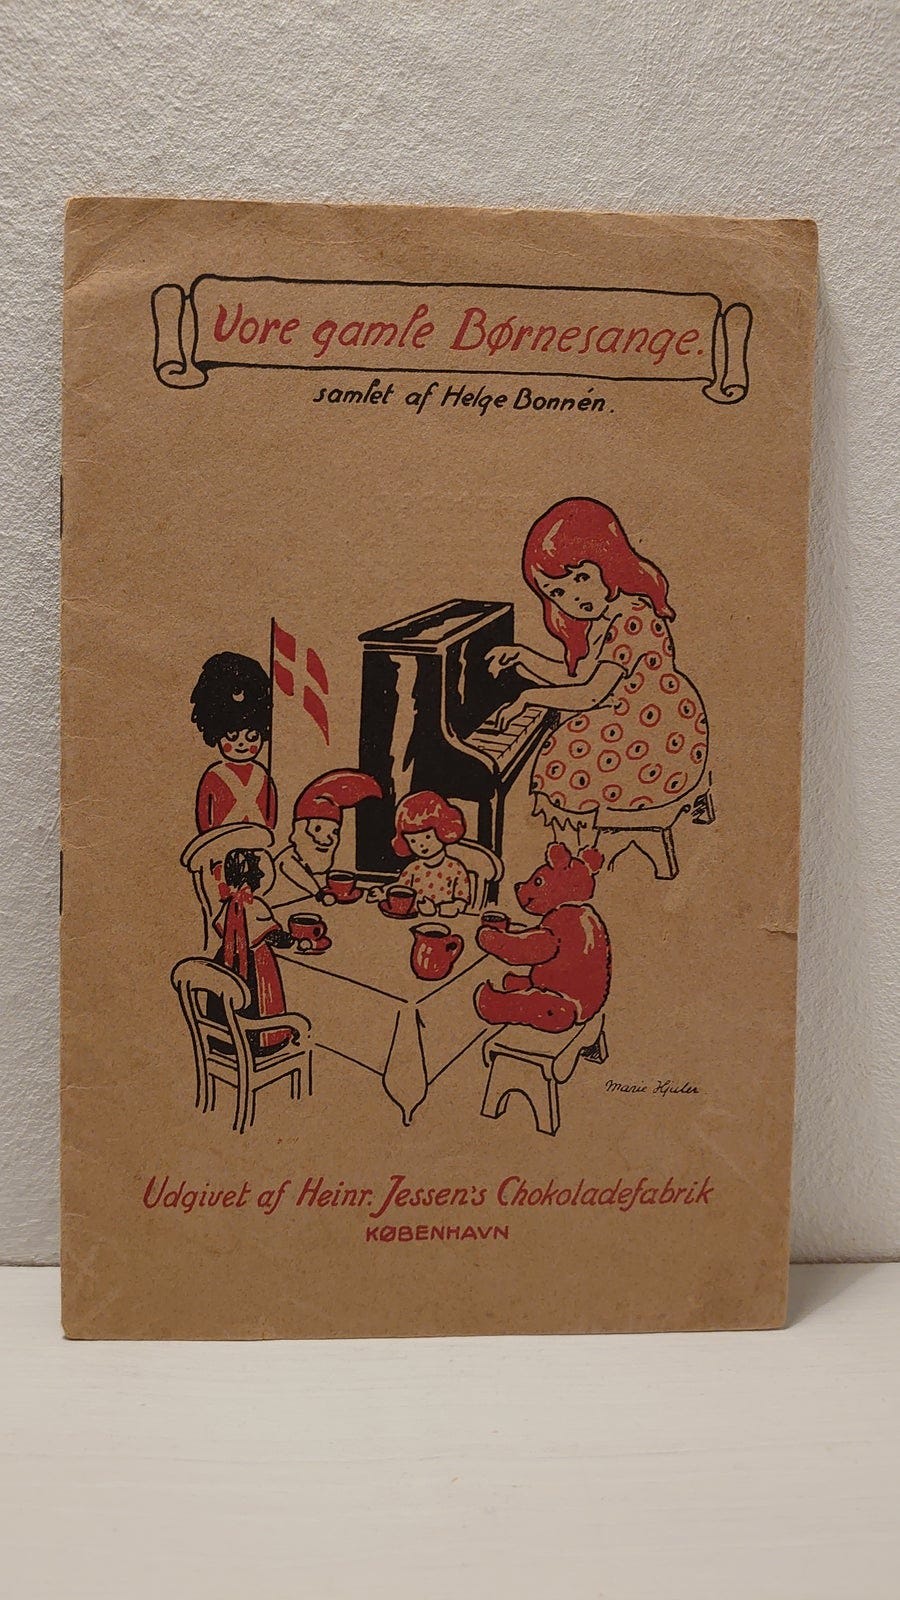 Vore gamle Børnesange.
samlet af Helge Bonnén.
Marie Hjuler
Udgivet af Heinr. Jessen's Chokoladefabrik
KØBENHAVN